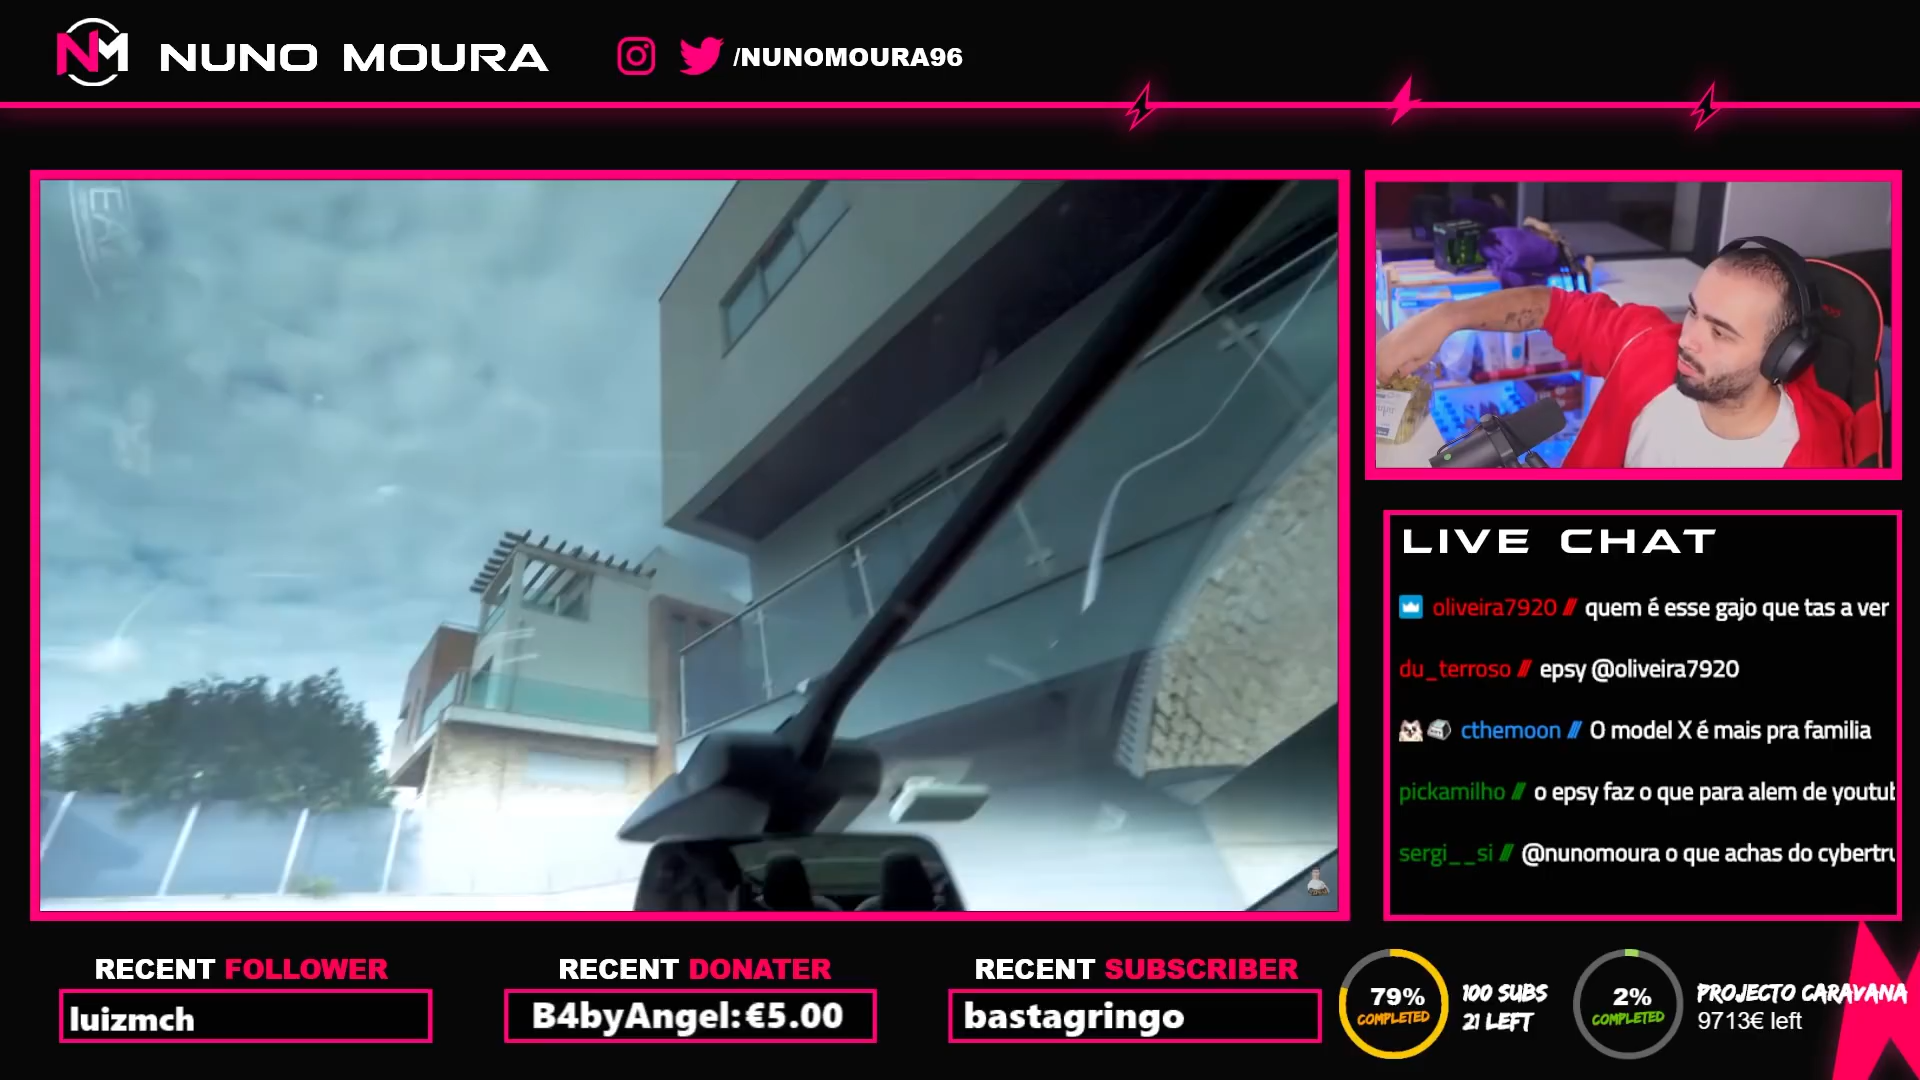 NM NUNO MOURA /NUNOMOURA96
LIVE CHAT
oliveira7920 // quem é esse gajo que tas a ver
du_terroso // epsy @oliveira7920
cthemoon // O model X é mais pra familia
pickamilho // o epsy faz o que para alem de youtub
sergi__si // @nunomoura o que achas do cybertru
RECENT FOLLOWER
luizmch
RECENT DONATER
B4byAngel:€5.00
RECENT SUBSCRIBER
bastagringo
79%
COMPLETED
100 SUBS
21 LEFT
2%
COMPLETED
PROJECTO CARAVANA
9713€ left